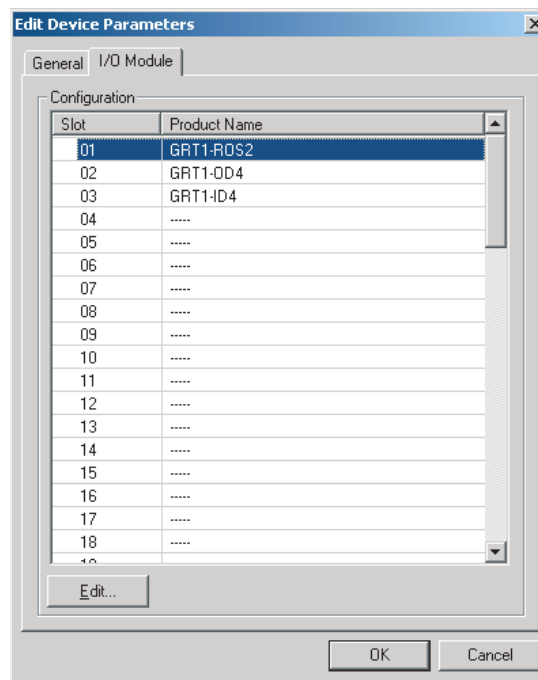 Edit Device Parameters
General I/O Module
Configuration
Slot Product Name
01 GRT1-ROS2
02 GRT1-OD4
03 GRT1-ID4
04 -----
05 -----
06 -----
07 -----
08 -----
09 -----
10 -----
11 -----
12 -----
13 -----
14 -----
15 -----
16 -----
17 -----
18 -----
Edit...
OK Cancel